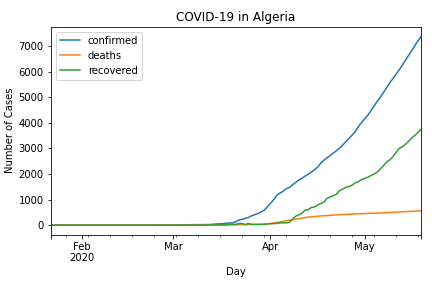 COVID-19 in Algeria
confirmed
deaths
recovered
Number of Cases
7000
6000
5000
4000
3000
2000
1000
0
Feb
2020
Mar
Apr
May
Day